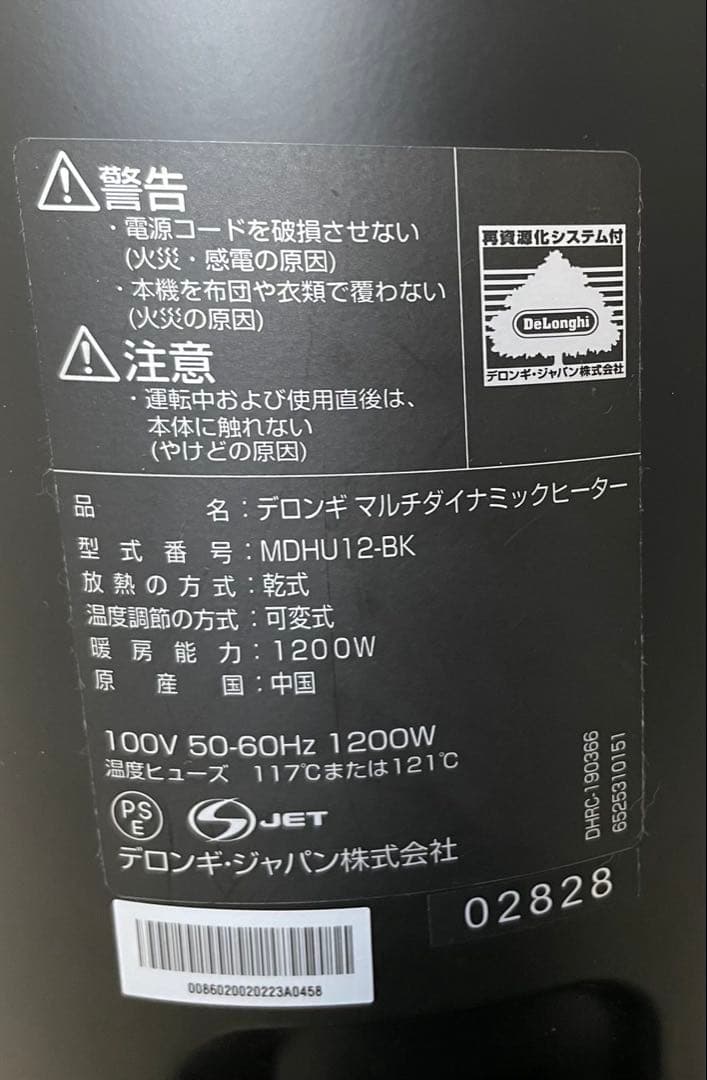 警告
・電源コードを破損させない
(火災・感電の原因)
・本機を布団や衣類で覆わない
(火災の原因)
注意
・運転中および使用直後は、
本体に触れない
(やけどの原因)
再資源化システム付
DeLonghi
デロンギ・ジャパン株式会社
品名:デロンギ マルチダイナミックヒーター
型式番号:MDHU12-BK
放熱の方式:乾式
温度調節の方式:可変式
暖房能力:1200W
原産国:中国
100V 50-60Hz 1200W
温度ヒューズ 117℃または121℃
PS
E
JET
デロンギ・ジャパン株式会社
DHRC-190366
6525310151
02828
0086020020223A0458